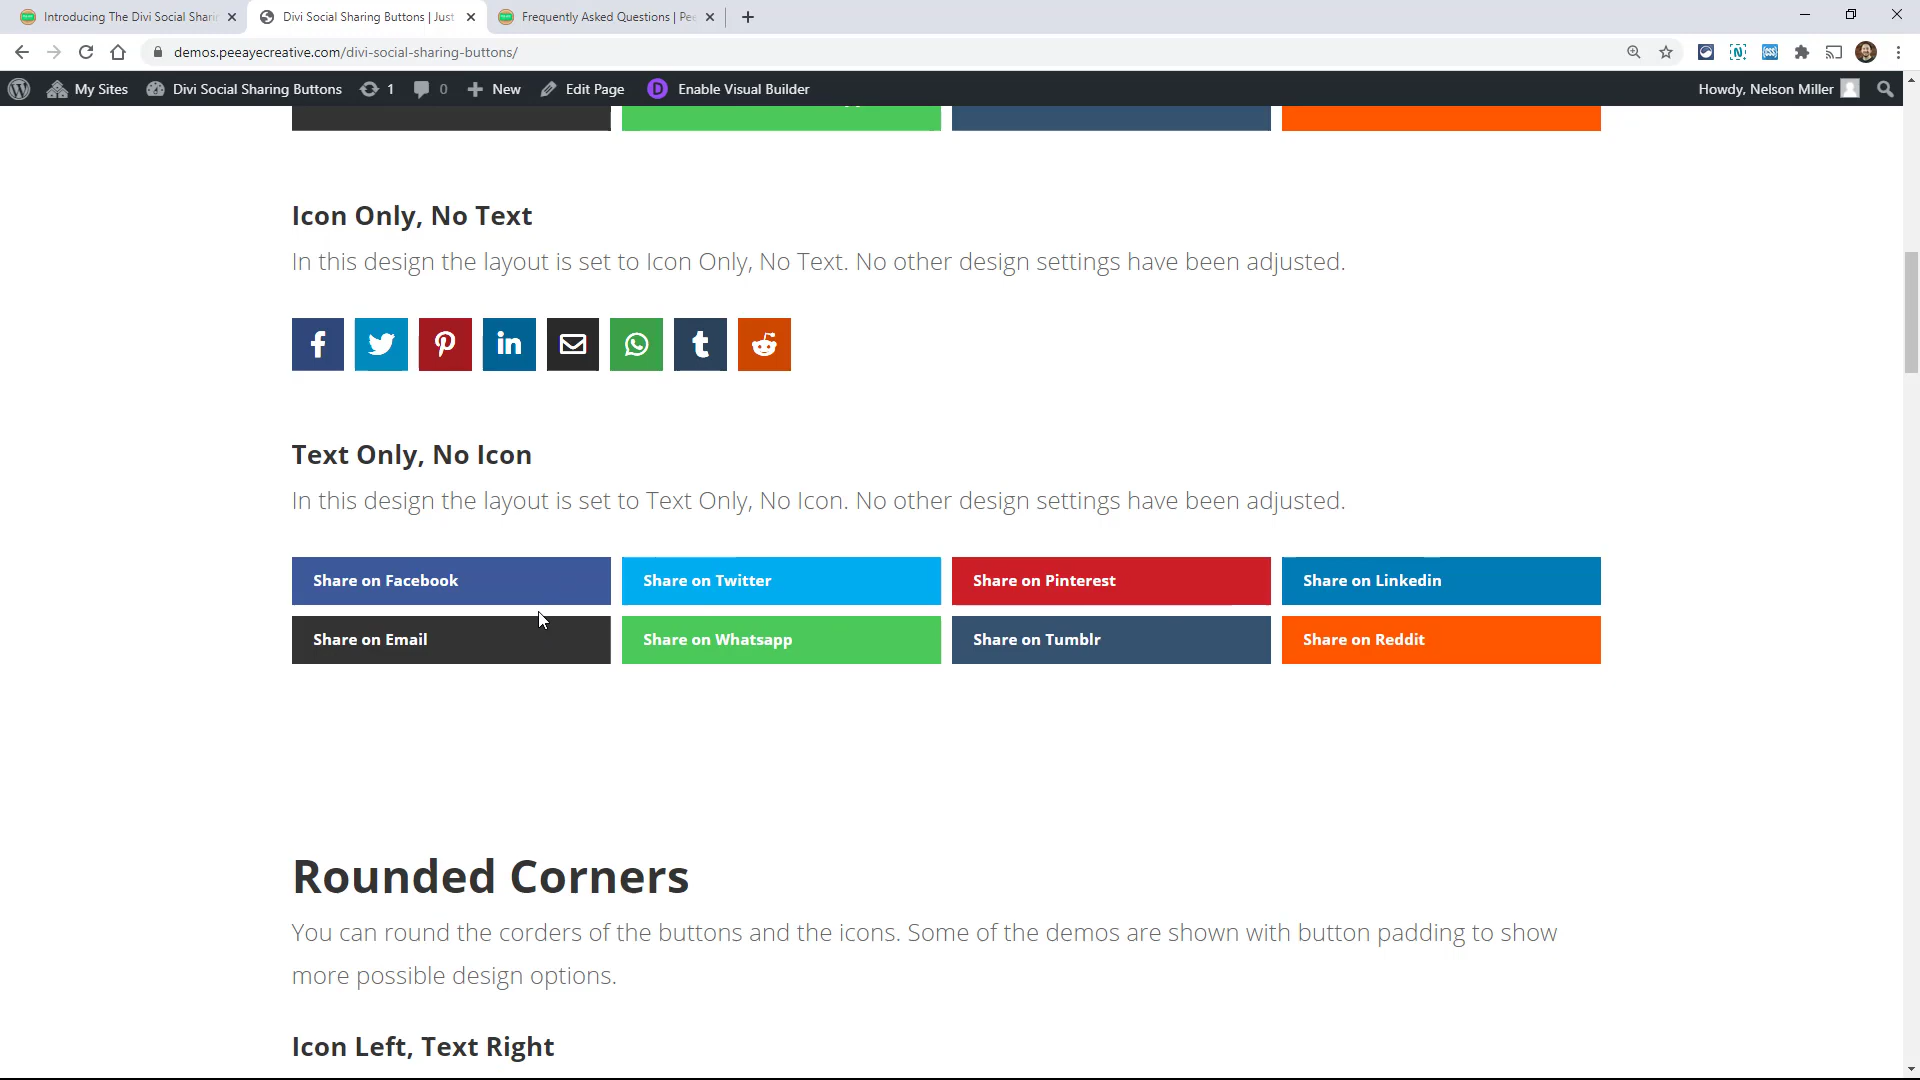 Introducing The Divi Social Sharin
Divi Social Sharing Buttons | Just
Frequently Asked Questions | Pee
demos.peeayecreative.com/divi-social-sharing-buttons/
My Sites
Divi Social Sharing Buttons
1
0
New
Edit Page
D
Enable Visual Builder
Howdy, Nelson Miller
Icon Only, No Text
In this design the layout is set to Icon Only, No Text. No other design settings have been adjusted.
Text Only, No Icon
In this design the layout is set to Text Only, No Icon. No other design settings have been adjusted.
Share on Facebook
Share on Twitter
Share on Pinterest
Share on Linkedin
Share on Email
Share on Whatsapp
Share on Tumblr
Share on Reddit
Rounded Corners
You can round the corders of the buttons and the icons. Some of the demos are shown with button padding to show
more possible design options.
Icon Left, Text Right